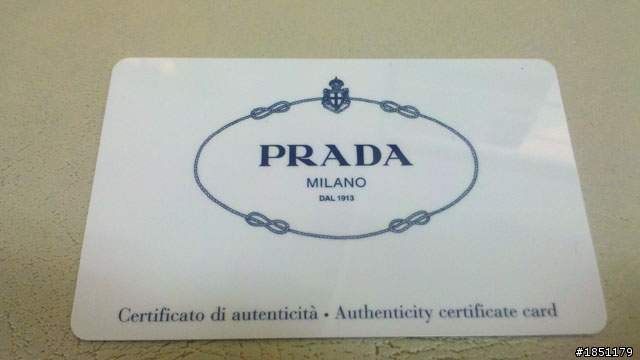 PRADA
MILANO
DAL 1913
Certificato di autenticità • Authenticity certificate card
#1851179